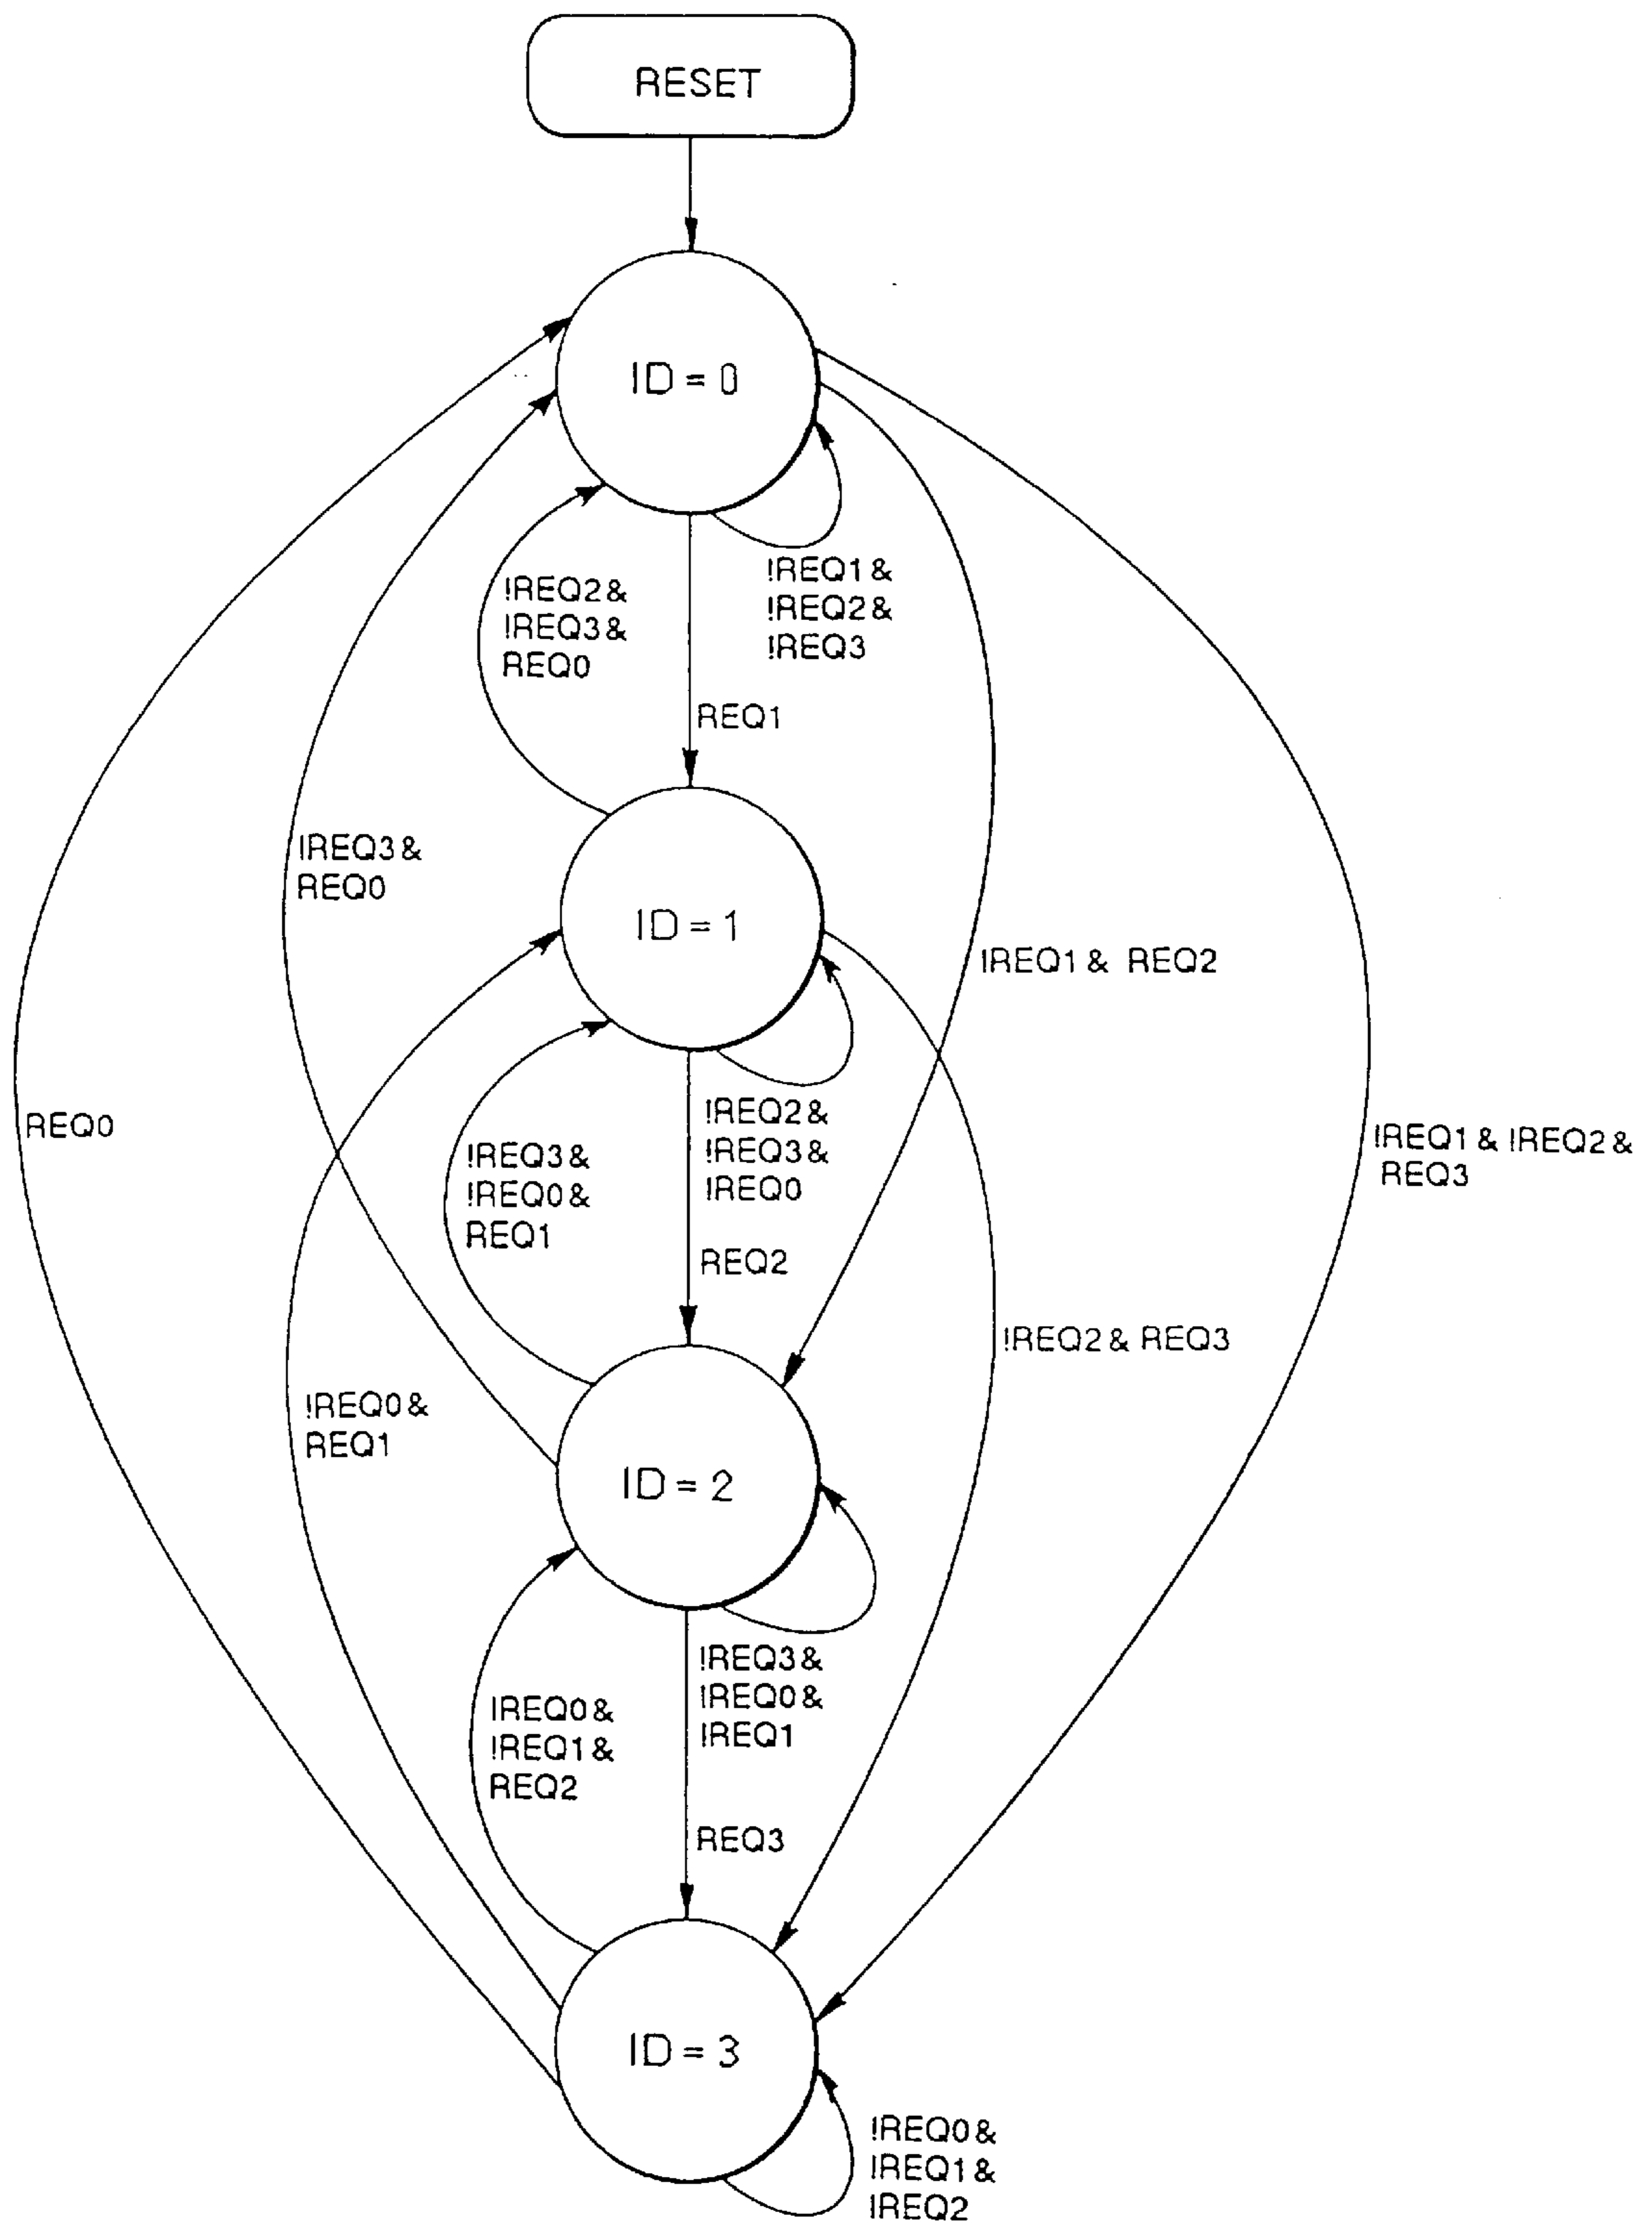 RESET
ID = 0
!REQ1 &
!REQ2 &
!REQ3
!REQ2 &
!REQ3 &
REQ0
REQ1
!REQ3 &
REQ0
ID = 1
!REQ1 & REQ2
REQ0
!REQ2 &
!REQ3 &
!REQ0
!REQ3 &
!REQ0 &
REQ1
!REQ1 & !REQ2 &
REQ3
REQ2
!REQ2 & REQ3
!REQ0 &
REQ1
ID = 2
!REQ3 &
!REQ0 &
!REQ1
!REQ0 &
!REQ1 &
REQ2
REQ3
ID = 3
!REQ0 &
!REQ1 &
!REQ2